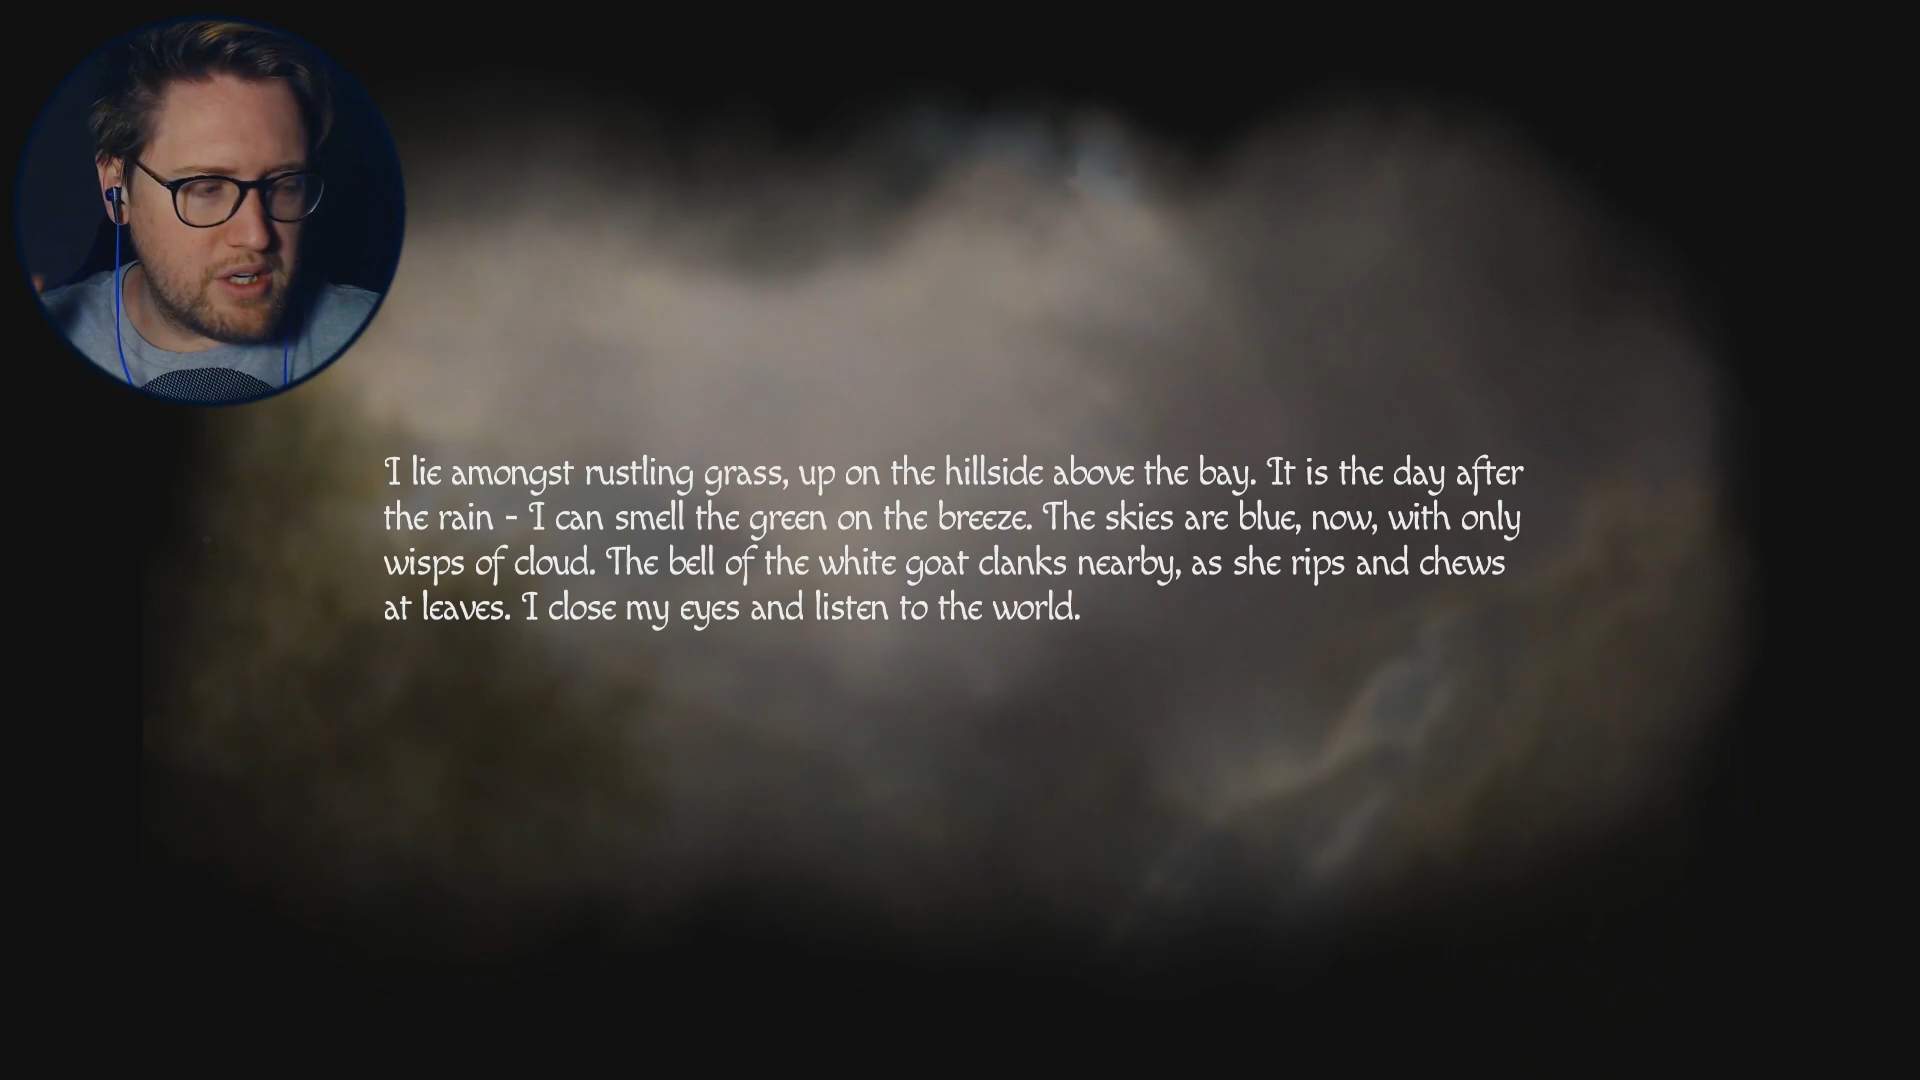 I lie amongst rustling grass, up on the hillside above the bay. It is the day after
the rain - I can smell the green on the breeze. The skies are blue, now, with only
wisps of cloud. The bell of the white goat clanks nearby, as she rips and chews
at leaves. I close my eyes and listen to the world.